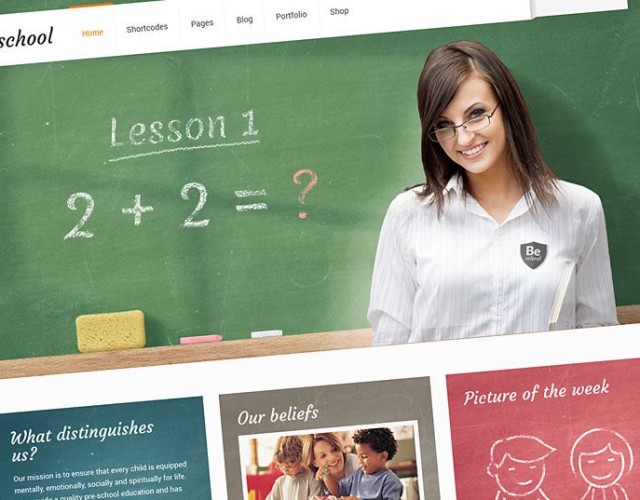 school
Home
Shortcodes
Pages
Blog
Portfolio
Shop
Lesson 1
2 + 2 = ?
Be
school
What distinguishes
us?
Our mission is to ensure that every child is equipped
mentally, emotionally, socially and spiritually for life.
a quality pre-school education and has
Our beliefs
Picture of the week